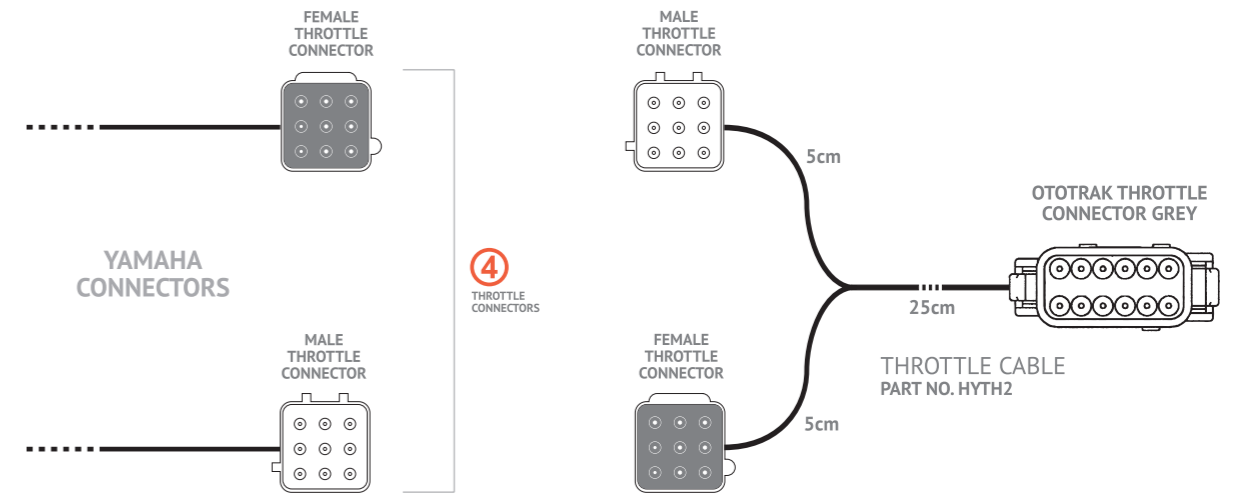 FEMALE
THROTTLE
CONNECTOR
MALE
THROTTLE
CONNECTOR
5cm
OTOTRAK THROTTLE
CONNECTOR GREY
YAMAHA
CONNECTORS
4
THROTTLE
CONNECTORS
25cm
MALE
THROTTLE
CONNECTOR
FEMALE
THROTTLE
CONNECTOR
THROTTLE CABLE
PART NO. HYTH2
5cm